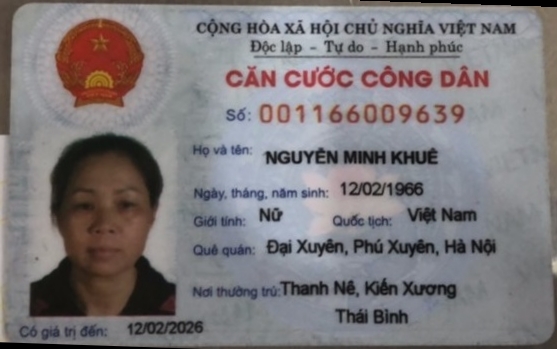 CỘNG HÒA XÃ HỘI CHỦ NGHĨA VIỆT NAM
Độc lập - Tự do - Hạnh phúc
CĂN CƯỚC CÔNG DÂN
Số: 001166009639
Họ và tên: NGUYỄN MINH KHUÊ
Ngày, tháng, năm sinh: 12/02/1966
Giới tính: Nữ Quốc tịch: Việt Nam
Quê quán: Đại Xuyên, Phú Xuyên, Hà Nội
Nơi thường trú: Thanh Nê, Kiến Xương
Thái Bình
Có giá trị đến: 12/02/2026